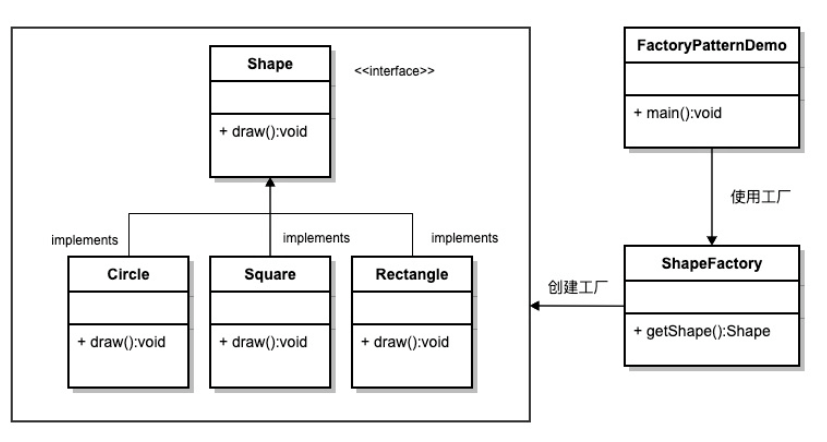 Shape
<<interface>>
+ draw():void
implements
implements
implements
Circle
Square
Rectangle
+ draw():void
+ draw():void
+ draw():void
FactoryPatternDemo
+ main():void
使用工厂
ShapeFactory
创建工厂
+ getShape():Shape